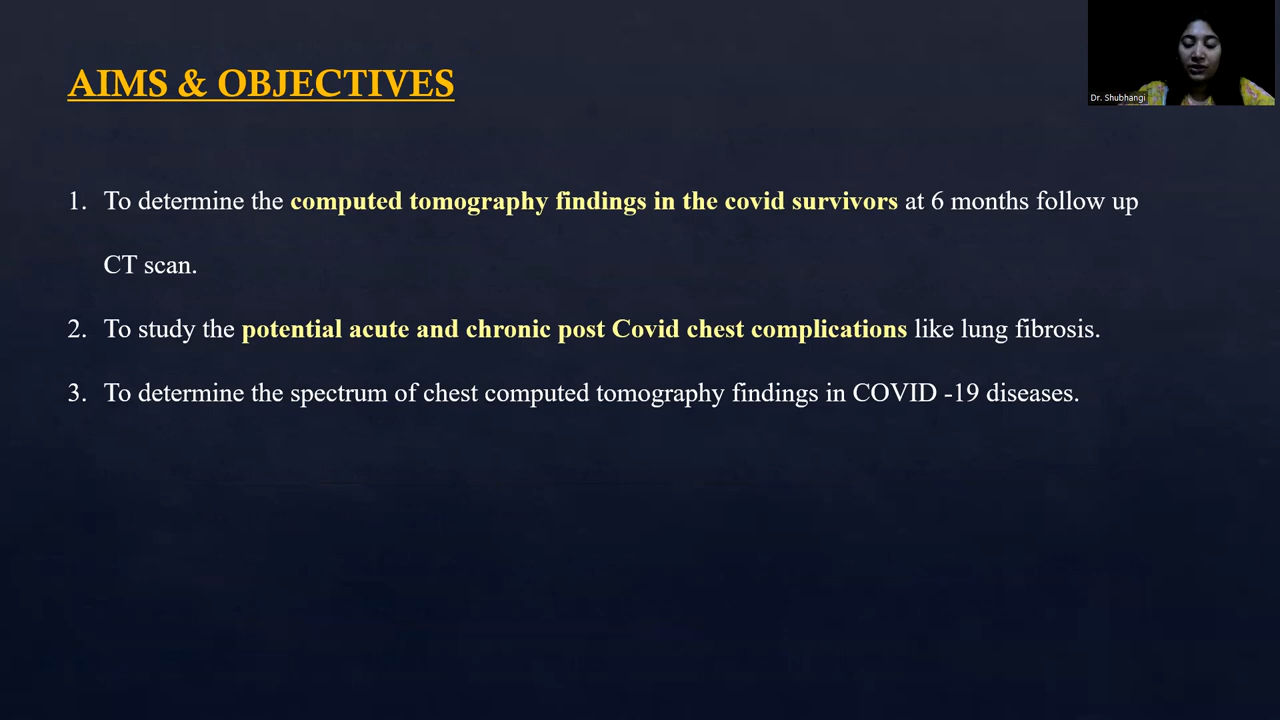 AIMS & OBJECTIVES
Dr. Shubhangi
1. To determine the computed tomography findings in the covid survivors at 6 months follow up
CT scan.
2. To study the potential acute and chronic post Covid chest complications like lung fibrosis.
3. To determine the spectrum of chest computed tomography findings in COVID -19 diseases.